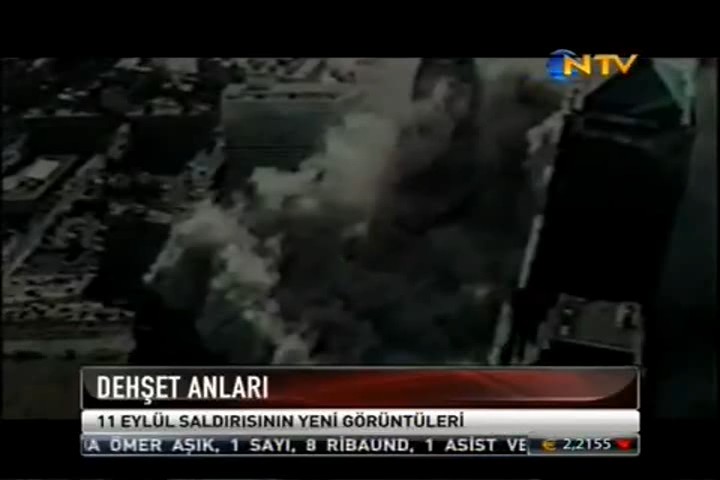 NTV
DEHŞET ANLARI
11 EYLÜL SALDIRISININ YENİ GÖRÜNTÜLERİ
A ÖMER AŞIK, 1 SAYI, 8 RİBAUND, 1 ASİST VE € 2,2155